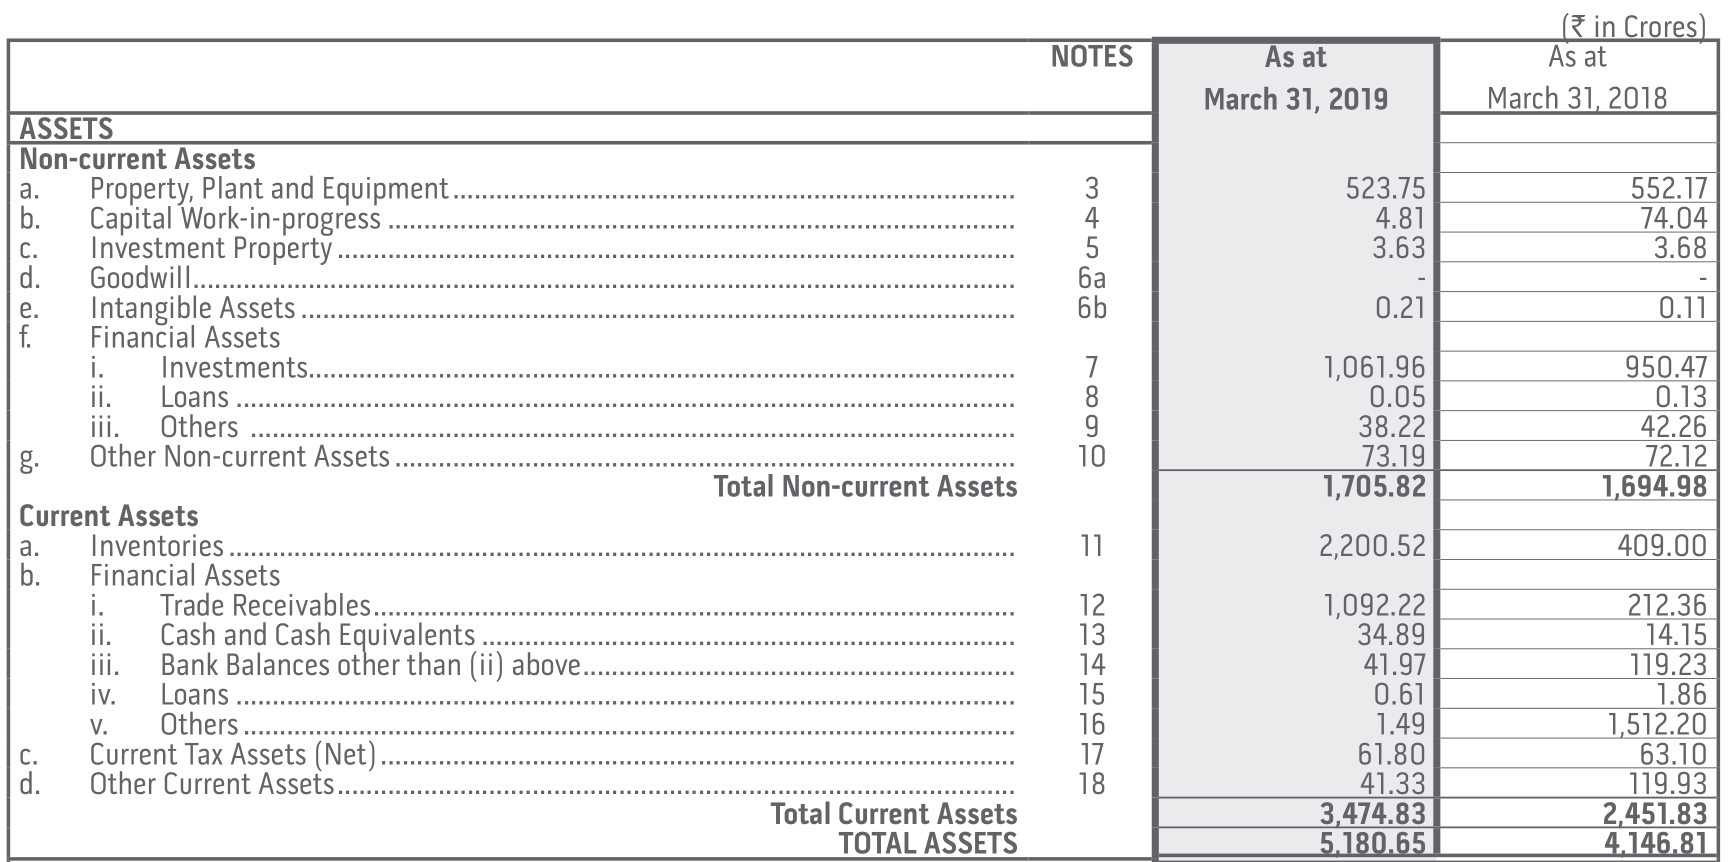 (₹ in Crores)
NOTES As at As at
March 31, 2019 March 31, 2018
ASSETS
Non-current Assets
a. Property, Plant and Equipment 3 523.75 552.17
b. Capital Work-in-progress 4 4.81 74.04
c. Investment Property 5 3.63 3.68
d. Goodwill 6a - -
e. Intangible Assets 6b 0.21 0.11
f. Financial Assets
i. Investments 7 1,061.96 950.47
ii. Loans 8 0.05 0.13
iii. Others 9 38.22 42.26
g. Other Non-current Assets 10 73.19 72.12
Total Non-current Assets 1,705.82 1,694.98
Current Assets
a. Inventories 11 2,200.52 409.00
b. Financial Assets
i. Trade Receivables 12 1,092.22 212.36
ii. Cash and Cash Equivalents 13 34.89 14.15
iii. Bank Balances other than (ii) above 14 41.97 119.23
iv. Loans 15 0.61 1.86
v. Others 16 1.49 1,512.20
c. Current Tax Assets (Net) 17 61.80 63.10
d. Other Current Assets 18 41.33 119.93
Total Current Assets 3,474.83 2,451.83
TOTAL ASSETS 5,180.65 4,146.81